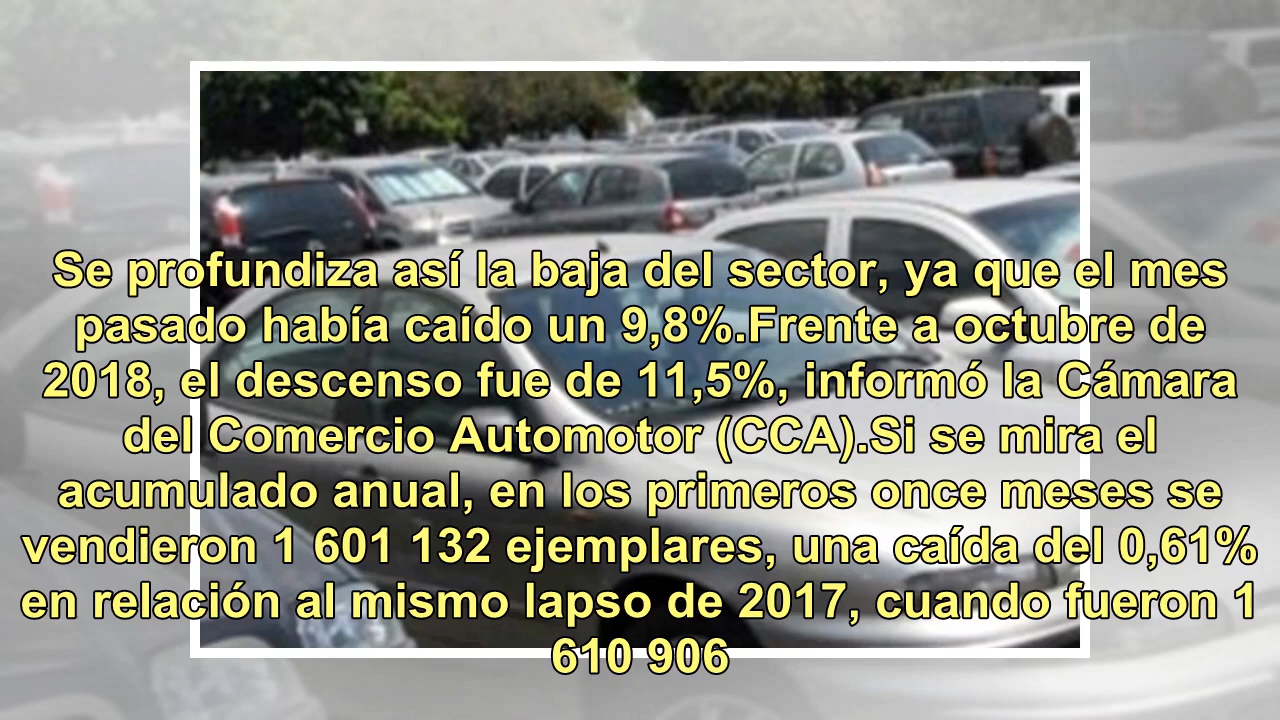 Se profundiza así la baja del sector, ya que el mes
pasado había caído un 9,8%.Frente a octubre de
2018, el descenso fue de 11,5%, informó la Cámara
del Comercio Automotor (CCA).Si se mira el
acumulado anual, en los primeros once meses se
vendieron 1 601 132 ejemplares, una caída del 0,61%
en relación al mismo lapso de 2017, cuando fueron 1
610 906